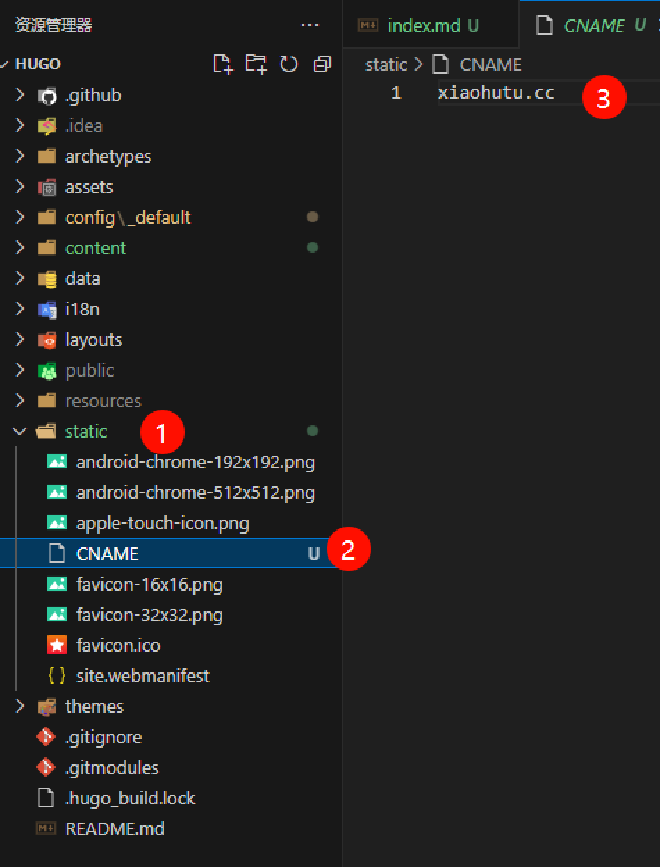 资源管理器 ···
HUGO
.github
.idea
archetypes
assets
config\_default
content
data
i18n
layouts
public
resources
static 1
android-chrome-192x192.png
android-chrome-512x512.png
apple-touch-icon.png
CNAME U 2
favicon-16x16.png
favicon-32x32.png
favicon.ico
site.webmanifest
themes
.gitignore
.gitmodules
.hugo_build.lock
README.md
index.md U CNAME U
static > CNAME
1 xiaohutu.cc 3